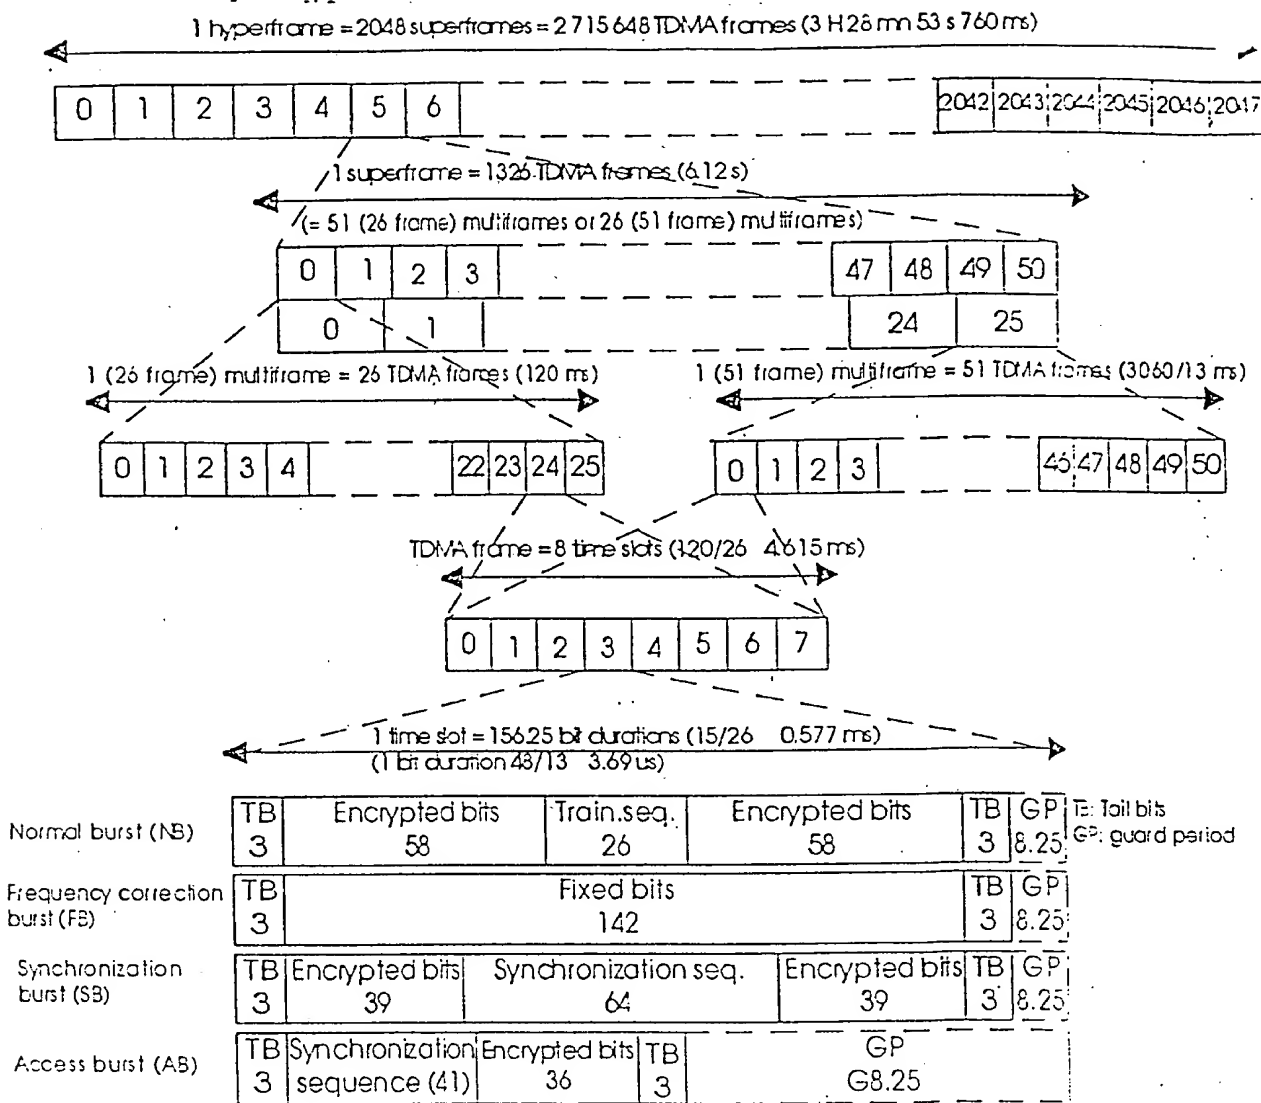 1 hyperframe = 2048 superframes = 2 715 648 TDMA frames (3 H 28 mn 53 s 760 ms)
0 1 2 3 4 5 6 2042 2043 2044 2045 2046 2047
1 superframe = 1326 TDMA frames (6.12 s)
(= 51 (26 frame) multiframes or 26 (51 frame) multiframes)
0 1 2 3 47 48 49 50
0 1 24 25
1 (26 frame) multiframe = 26 TDMA frames (120 ms) 1 (51 frame) multiframe = 51 TDMA frames (3060/13 ms)
0 1 2 3 4 22 23 24 25 0 1 2 3 46 47 48 49 50
TDMA frame = 8 time slots (120/26 4.615 ms)
0 1 2 3 4 5 6 7
1 time slot = 156.25 bit durations (15/26 0.577 ms)
(1 bit duration 48/13 3.69 us)
Normal burst (NB) TB 3 Encrypted bits 58 Train.seq. 26 Encrypted bits 58 TB 3 GP 8.25
TB: Tail bits
GP: guard period
Frequency correction burst (FB) TB 3 Fixed bits 142 TB 3 GP 8.25
Synchronization burst (SB) TB 3 Encrypted bits 39 Synchronization seq. 64 Encrypted bits 39 TB 3 GP 8.25
Access burst (AB) TB 3 Synchronization sequence (41) Encrypted bits 36 TB 3 GP G8.25